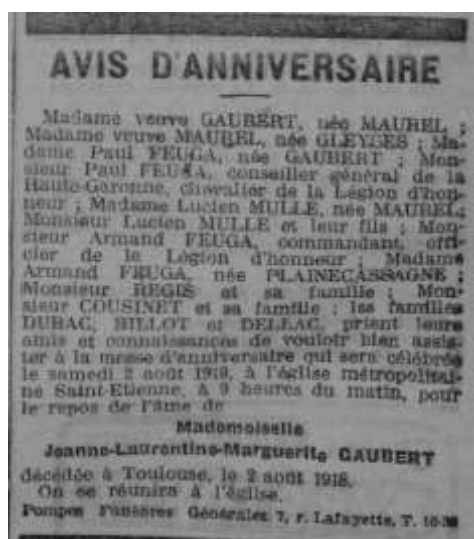 AVIS D'ANNIVERSAIRE
Madame veuve GAUBERT, née MAUREL ;
Madame veuve MAUREL, née GLEYZES ; Ma-
dame Paul FEUGA, née GAUBERT ; Mon-
sieur Paul FEUGA, conseiller général de la
Haute-Garonne, chevalier de la Légion d'hon-
neur ; Madame Lucien MULLE, née MAUREL;
Monsieur Lucien MULLE et leur fils ; Mon-
sieur Armand FEUGA, commandant, offi-
cier de la Légion d'honneur ; Madame
Armand FEUGA, née PLAINECASSAGNE ;
Monsieur REGIS et sa famille ; Mon-
sieur COUSINET et sa famille ; les familles
BILLOT et prient leurs
amis et connaissances de vouloir bien assis-
ter à la messe d'anniversaire qui sera célébrée
le samedi 2 août 1919, à l'église métropolitai-
ne Saint-Etienne, à 9 heures du matin, pour
le repos de l'âme de
Mademoiselle
Jeanne-Laurentine-Marguerite GAUBERT
décédée à Toulouse, le 2 août 1918.
On se réunira à l'église.
Pompes Funèbres Générales 7, r. Lafayette, T.